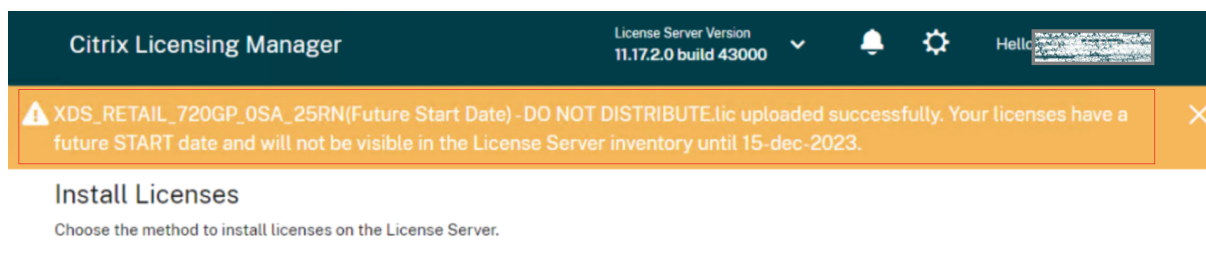 Citrix Licensing Manager
License Server Version
11.17.2.0 build 43000
Hello
XDS_RETAIL_720GP_0SA_25RN(Future Start Date) - DO NOT DISTRIBUTE.lic uploaded successfully. Your licenses have a
future START date and will not be visible in the License Server inventory until 15-dec-2023.
Install Licenses
Choose the method to install licenses on the License Server.